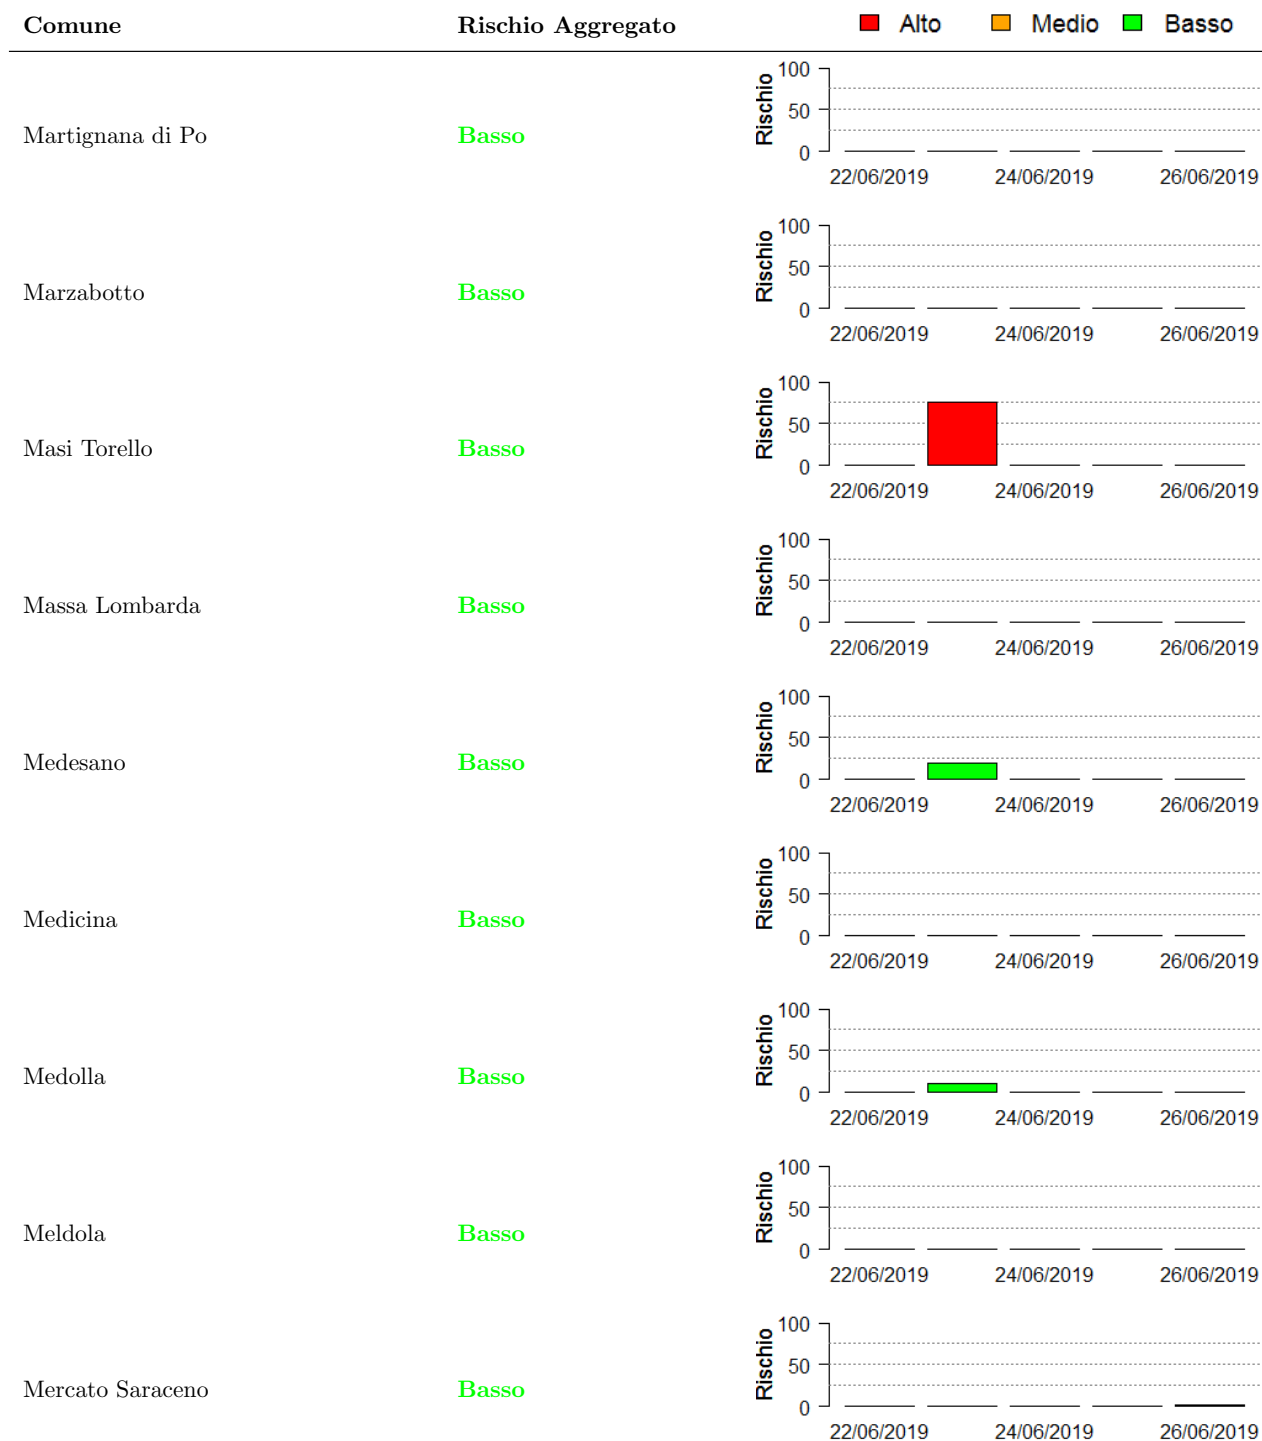 Comune Rischio Aggregato Alto Medio Basso
Martignana di Po Basso Rischio 100 50 0
22/06/2019 24/06/2019 26/06/2019
Marzabotto Basso Rischio 100 50 0
22/06/2019 24/06/2019 26/06/2019
Masi Torello Basso Rischio 100 50 0
22/06/2019 24/06/2019 26/06/2019
Massa Lombarda Basso Rischio 100 50 0
22/06/2019 24/06/2019 26/06/2019
Medesano Basso Rischio 100 50 0
22/06/2019 24/06/2019 26/06/2019
Medicina Basso Rischio 100 50 0
22/06/2019 24/06/2019 26/06/2019
Medolla Basso Rischio 100 50 0
22/06/2019 24/06/2019 26/06/2019
Meldola Basso Rischio 100 50 0
22/06/2019 24/06/2019 26/06/2019
Mercato Saraceno Basso Rischio 100 50 0
22/06/2019 24/06/2019 26/06/2019